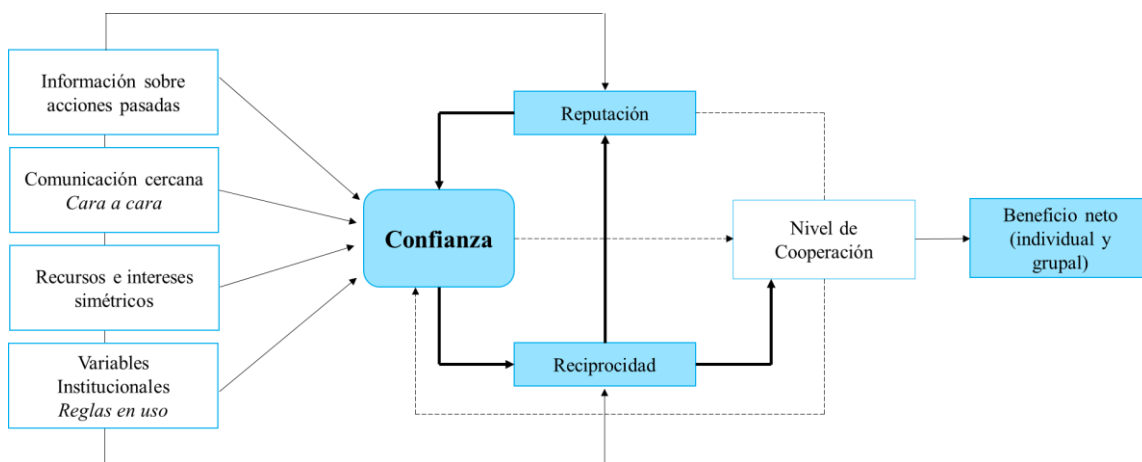 Información sobre
acciones pasadas
Comunicación cercana
Cara a cara
Recursos e intereses
simétricos
Variables
Institucionales
Reglas en uso
Confianza
Reputación
Reciprocidad
Nivel de
Cooperación
Beneficio neto
(individual y
grupal)